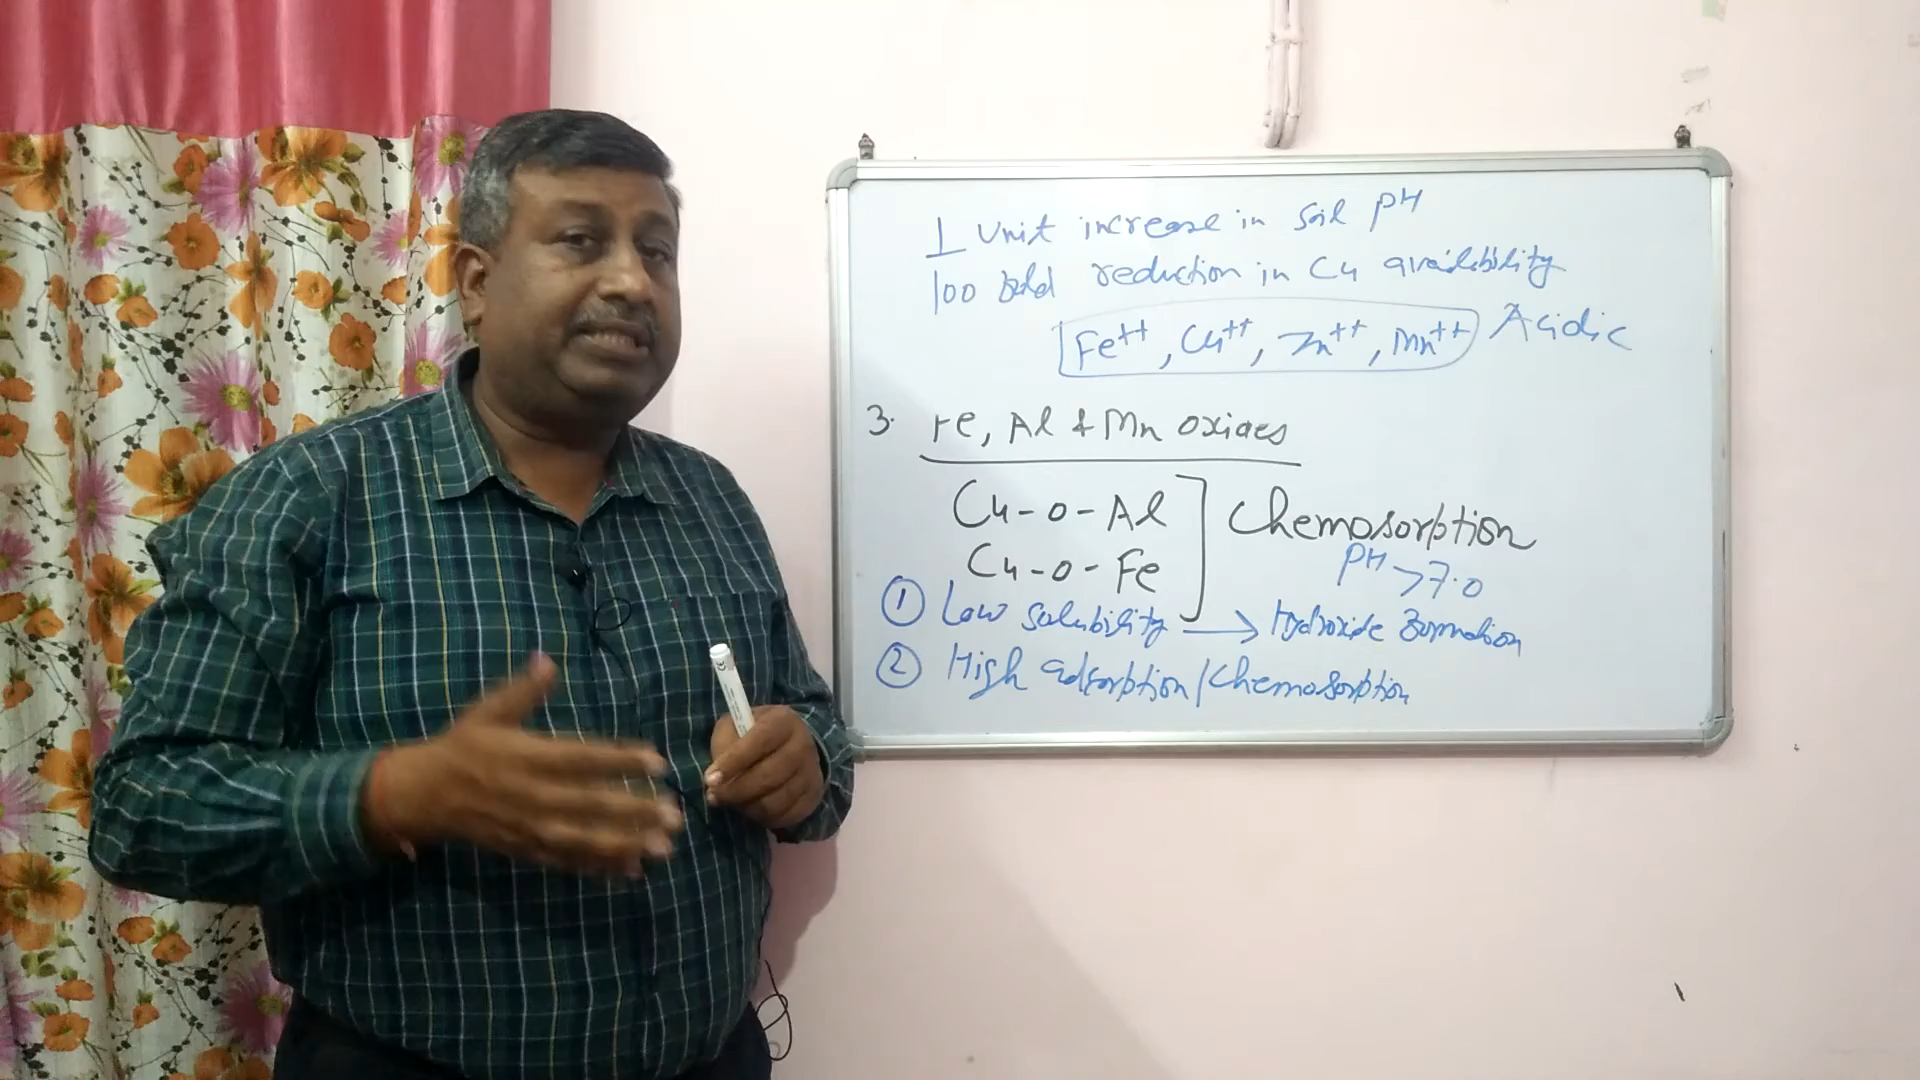 1 Unit increase in Soil pH
100 fold reduction in Cu availibility
Fe++, Cu++, Zn++, Mn++ Acidic
3. Fe, Al & Mn oxides
Cu-O-Al
Chemosorption
Cu-O-Fe
PH >7.0
① Low solubility → Hydroxide Formation
② High adsorption/Chemosorption